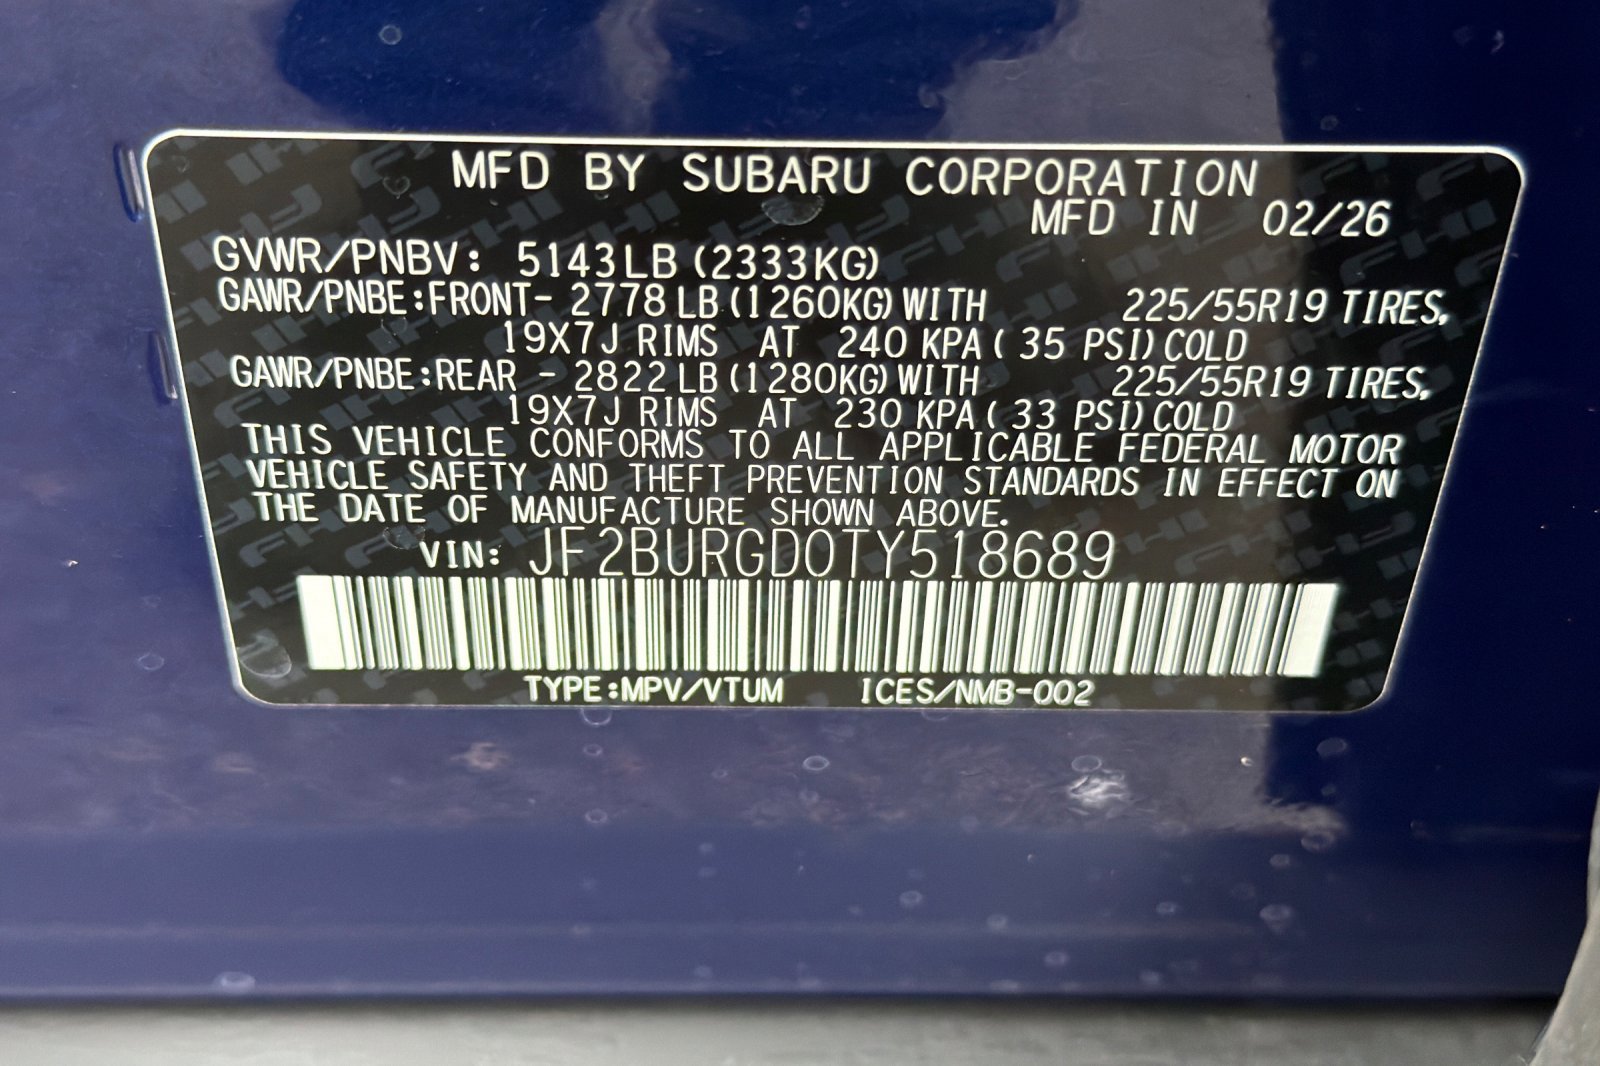 MFD BY SUBARU CORPORATION
MFD IN 02/26
GVWR/PNBV: 5143LB (2333KG)
GAWR/PNBE:FRONT- 2778 LB (1260KG) WITH 225/55R19 TIRES,
19X7J RIMS AT 240 KPA ( 35 PSI) COLD
GAWR/PNBE:REAR - 2822 LB (1280KG) WITH 225/55R19 TIRES,
19X7J RIMS AT 230 KPA ( 33 PSI) COLD
THIS VEHICLE CONFORMS TO ALL APPLICABLE FEDERAL MOTOR
VEHICLE SAFETY AND THEFT PREVENTION STANDARDS IN EFFECT ON
THE DATE OF MANUFACTURE SHOWN ABOVE.
VIN: JF2BURGD0TY518689
TYPE:MPV/VTUM ICES/NMB-002